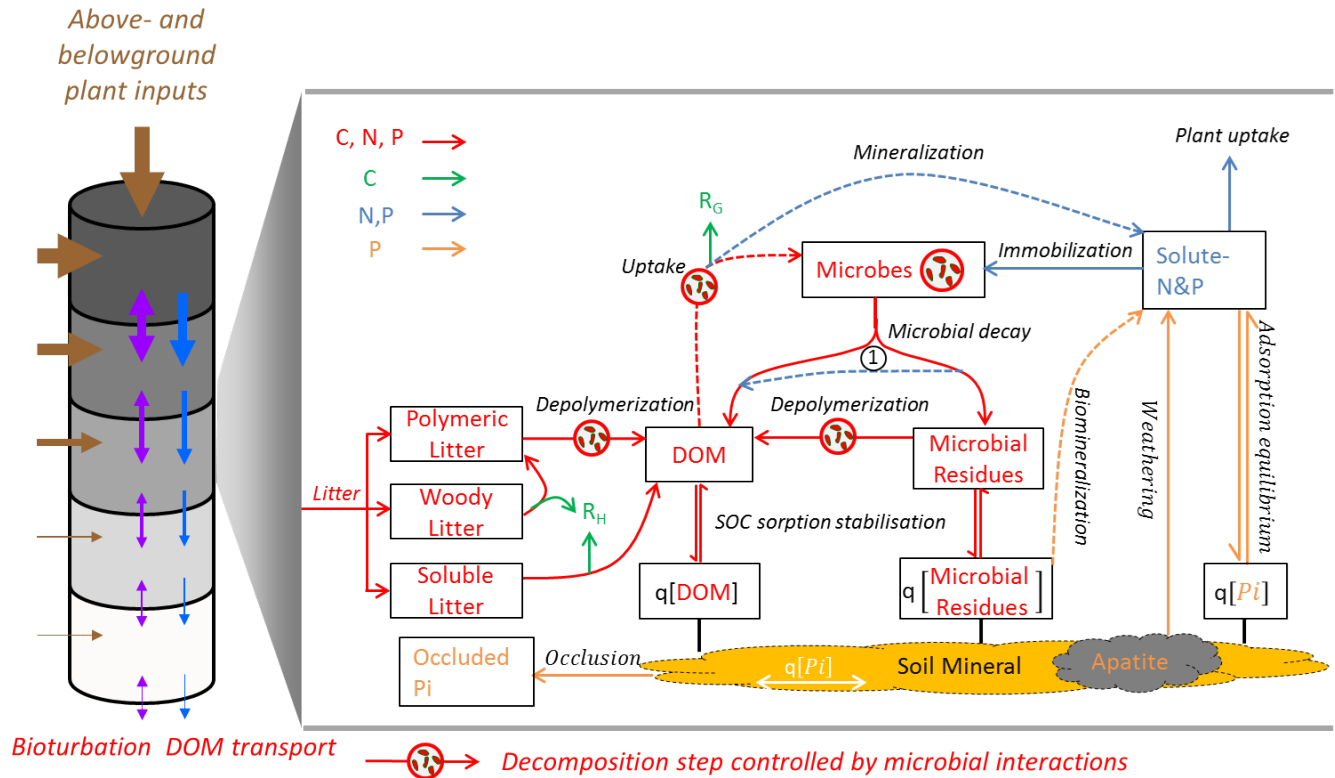 Above- and
belowground
plant inputs
C, N, P
C
N,P
P
Mineralization
Plant uptake
R_G
Uptake
Microbes
Immobilization
Solute-
N&P
Microbial decay
1
Depolymerization
Depolymerization
Polymeric
Litter
DOM
Microbial
Residues
Litter
Woody
Litter
R_H
SOC sorption stabilisation
Biomineralization
Weathering
Adsorption equilibrium
Soluble
Litter
q[DOM]
q[Microbial
Residues]
q[Pi]
Occluded
Pi
Occlusion
q[Pi]
Soil Mineral
Apatite
Bioturbation DOM transport
Decomposition step controlled by microbial interactions